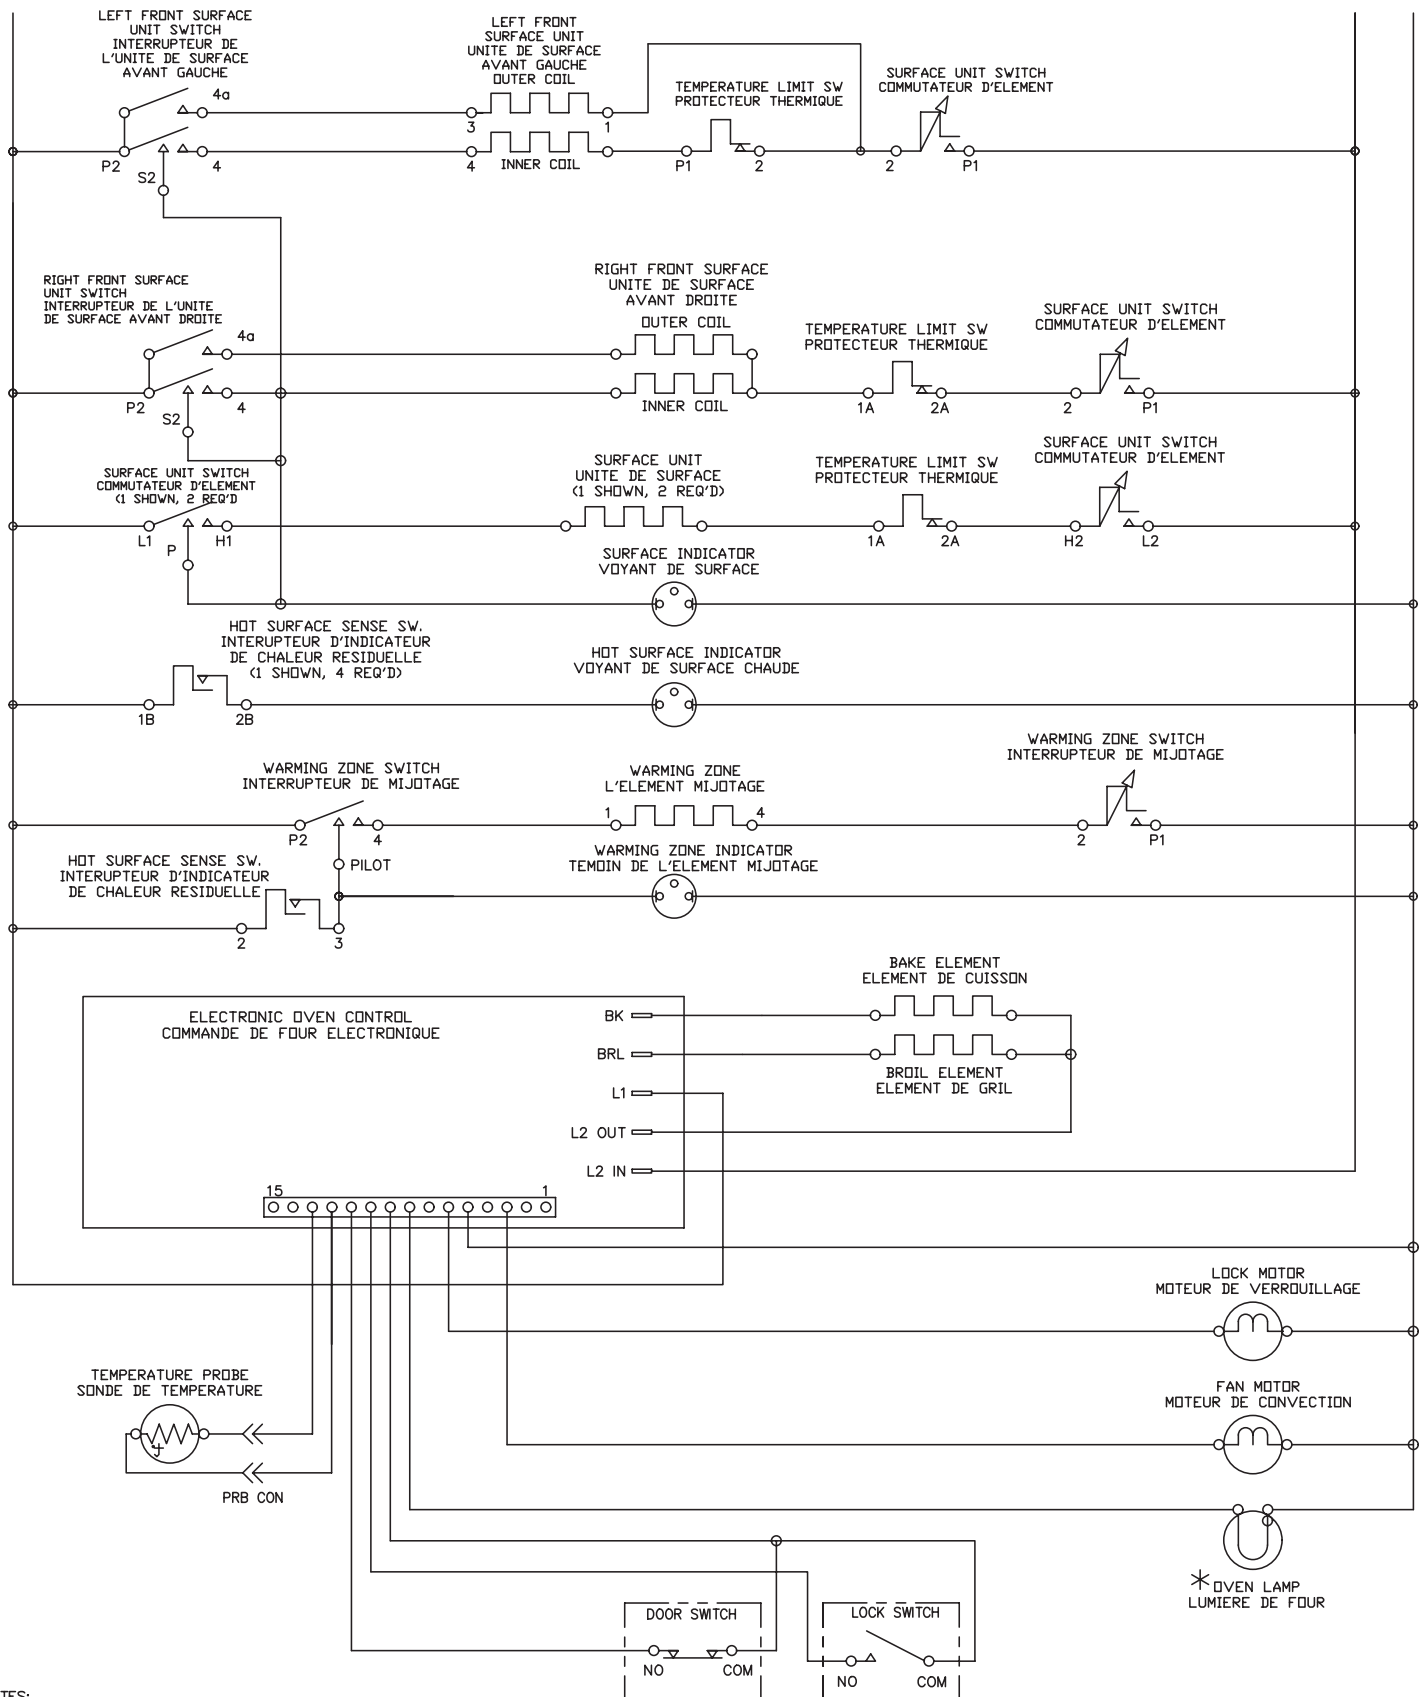 LEFT FRONT SURFACE
UNIT SWITCH
INTERRUPTEUR DE
L'UNITE DE SURFACE
AVANT GAUCHE
4a
P2
4
S2
LEFT FRONT
SURFACE UNIT
UNITE DE SURFACE
AVANT GAUCHE
OUTER COIL
3
1
4
INNER COIL
TEMPERATURE LIMIT SW
PROTECTEUR THERMIQUE
P1
2
SURFACE UNIT SWITCH
COMMUTATEUR D'ELEMENT
2
P1
RIGHT FRONT SURFACE
UNIT SWITCH
INTERRUPTEUR DE L'UNITE
DE SURFACE AVANT DROITE
4a
P2
4
S2
RIGHT FRONT SURFACE
UNITE DE SURFACE
AVANT DROITE
OUTER COIL
INNER COIL
TEMPERATURE LIMIT SW
PROTECTEUR THERMIQUE
1A
2A
SURFACE UNIT SWITCH
COMMUTATEUR D'ELEMENT
2
P1
SURFACE UNIT SWITCH
COMMUTATEUR D'ELEMENT
(1 SHOWN, 2 REQ'D
L1
H1
P
SURFACE UNIT
UNITE DE SURFACE
(1 SHOWN, 2 REQ'D)
TEMPERATURE LIMIT SW
PROTECTEUR THERMIQUE
1A
2A
SURFACE UNIT SWITCH
COMMUTATEUR D'ELEMENT
H2
L2
SURFACE INDICATOR
VOYANT DE SURFACE
HOT SURFACE SENSE SW.
INTERUPTEUR D'INDICATEUR
DE CHALEUR RESIDUELLE
(1 SHOWN, 4 REQ'D)
1B
2B
HOT SURFACE INDICATOR
VOYANT DE SURFACE CHAUDE
WARMING ZONE SWITCH
INTERRUPTEUR DE MIJOTAGE
P2
4
PILOT
WARMING ZONE
L'ELEMENT MIJOTAGE
1
4
WARMING ZONE SWITCH
INTERRUPTEUR DE MIJOTAGE
2
P1
HOT SURFACE SENSE SW.
INTERUPTEUR D'INDICATEUR
DE CHALEUR RESIDUELLE
2
3
WARMING ZONE INDICATOR
TEMOIN DE L'ELEMENT MIJOTAGE
ELECTRONIC OVEN CONTROL
COMMANDE DE FOUR ELECTRONIQUE
BK
BRL
L1
L2 OUT
L2 IN
15
1
BAKE ELEMENT
ELEMENT DE CUISSON
BROIL ELEMENT
ELEMENT DE GRIL
LOCK MOTOR
MOTEUR DE VERROUILLAGE
TEMPERATURE PROBE
SONDE DE TEMPERATURE
PRB CON
FAN MOTOR
MOTEUR DE CONVECTION
OVEN LAMP
LUMIERE DE FOUR
DOOR SWITCH
NO
COM
LOCK SWITCH
NO
COM